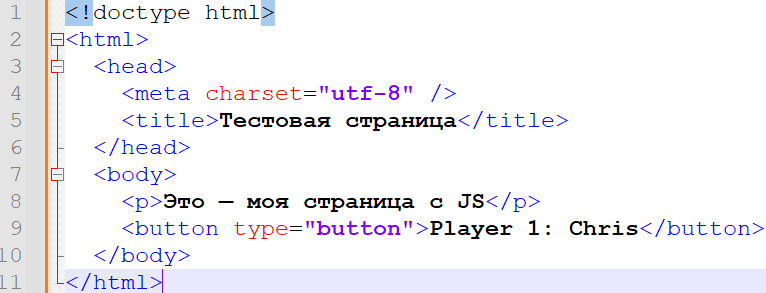 1 <!doctype html>
2 <html>
3 <head>
4 <meta charset="utf-8" />
5 <title>Тестовая страница</title>
6 </head>
7 <body>
8 <p>Это — моя страница с JS</p>
9 <button type="button">Player 1: Chris</button>
10 </body>
11 </html>